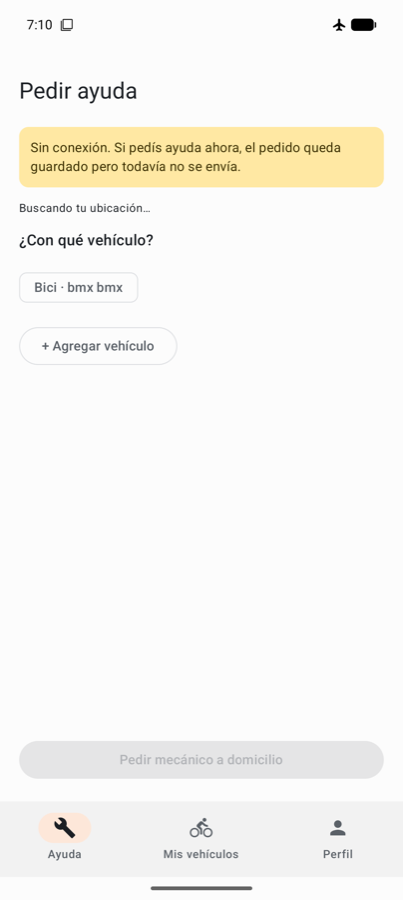 7:10
Pedir ayuda
Sin conexión. Si pedís ayuda ahora, el pedido queda
guardado pero todavía no se envía.
Buscando tu ubicación…
¿Con qué vehículo?
Bici · bmx bmx
+ Agregar vehículo
Pedir mecánico a domicilio
Ayuda
Mis vehículos
Perfil